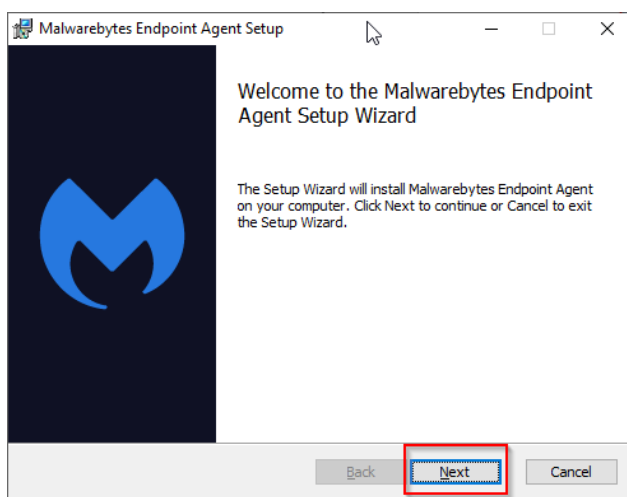 Malwarebytes Endpoint Agent Setup
Welcome to the Malwarebytes Endpoint
Agent Setup Wizard
The Setup Wizard will install Malwarebytes Endpoint Agent
on your computer. Click Next to continue or Cancel to exit
the Setup Wizard.
Back
Next
Cancel